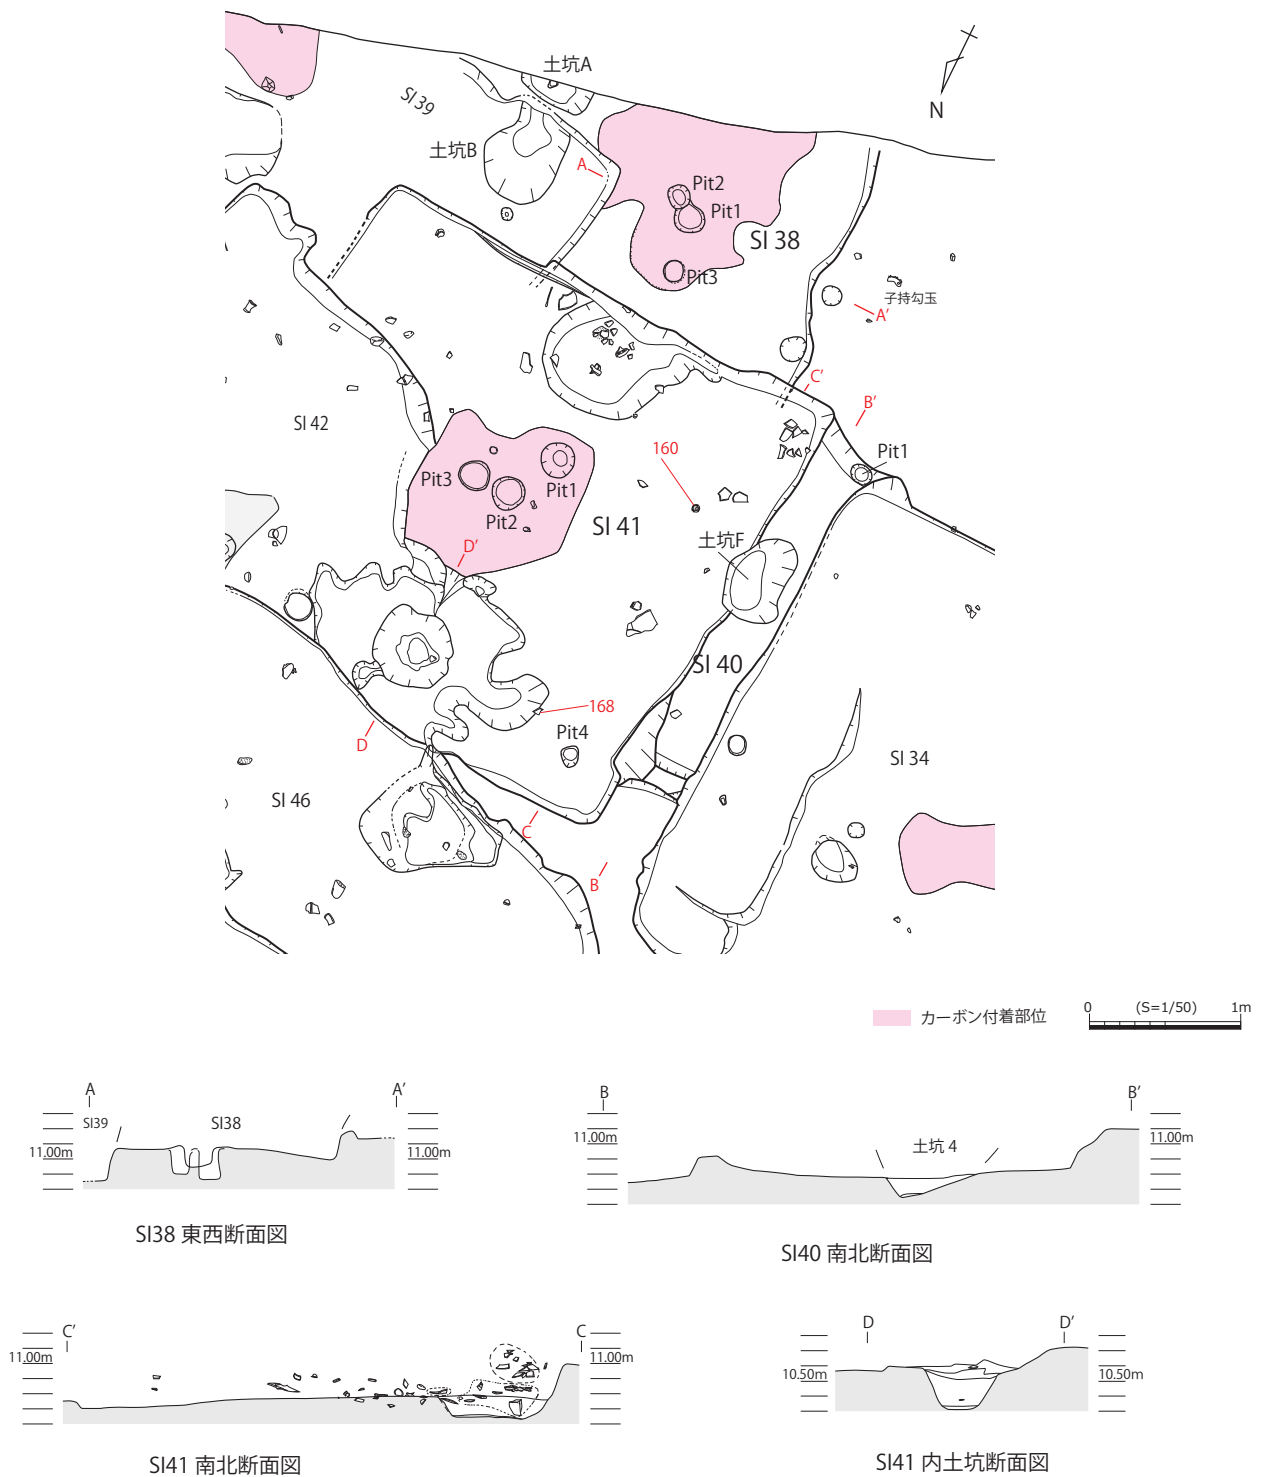 土坑A
SI 39
N
土坑B
A
Pit2
Pit1
SI 38
Pit3
子持勾玉
A'
C'
B'
SI 42
160
Pit1
Pit3
Pit1
Pit2
SI 41
土坑F
D'
SI 40
168
Pit4
D
SI 34
SI 46
C
B
カーボン付着部位
0 (S=1/50) 1m
A A'
SI39 SI38
11.00m 11.00m
SI38 東西断面図
B B'
11.00m 11.00m
土坑 4
SI40 南北断面図
C' C
11.00m 11.00m
SI41 南北断面図
D D'
10.50m 10.50m
SI41 内土坑断面図